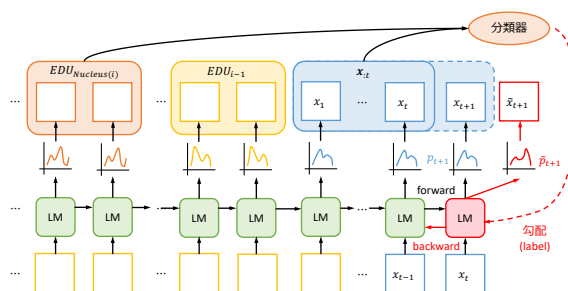 分類器
EDU_{Nucleus(i)}
EDU_{i-1}
x_{:t}
...
...
x_1
...
x_t
x_{t+1}
x̃_{t+1}
p_{t+1}
p̃_{t+1}
forward
...
LM
LM
...
LM
LM
LM
...
LM
LM
backward
勾配
(label)
...
...
...
x_{t-1}
x_t